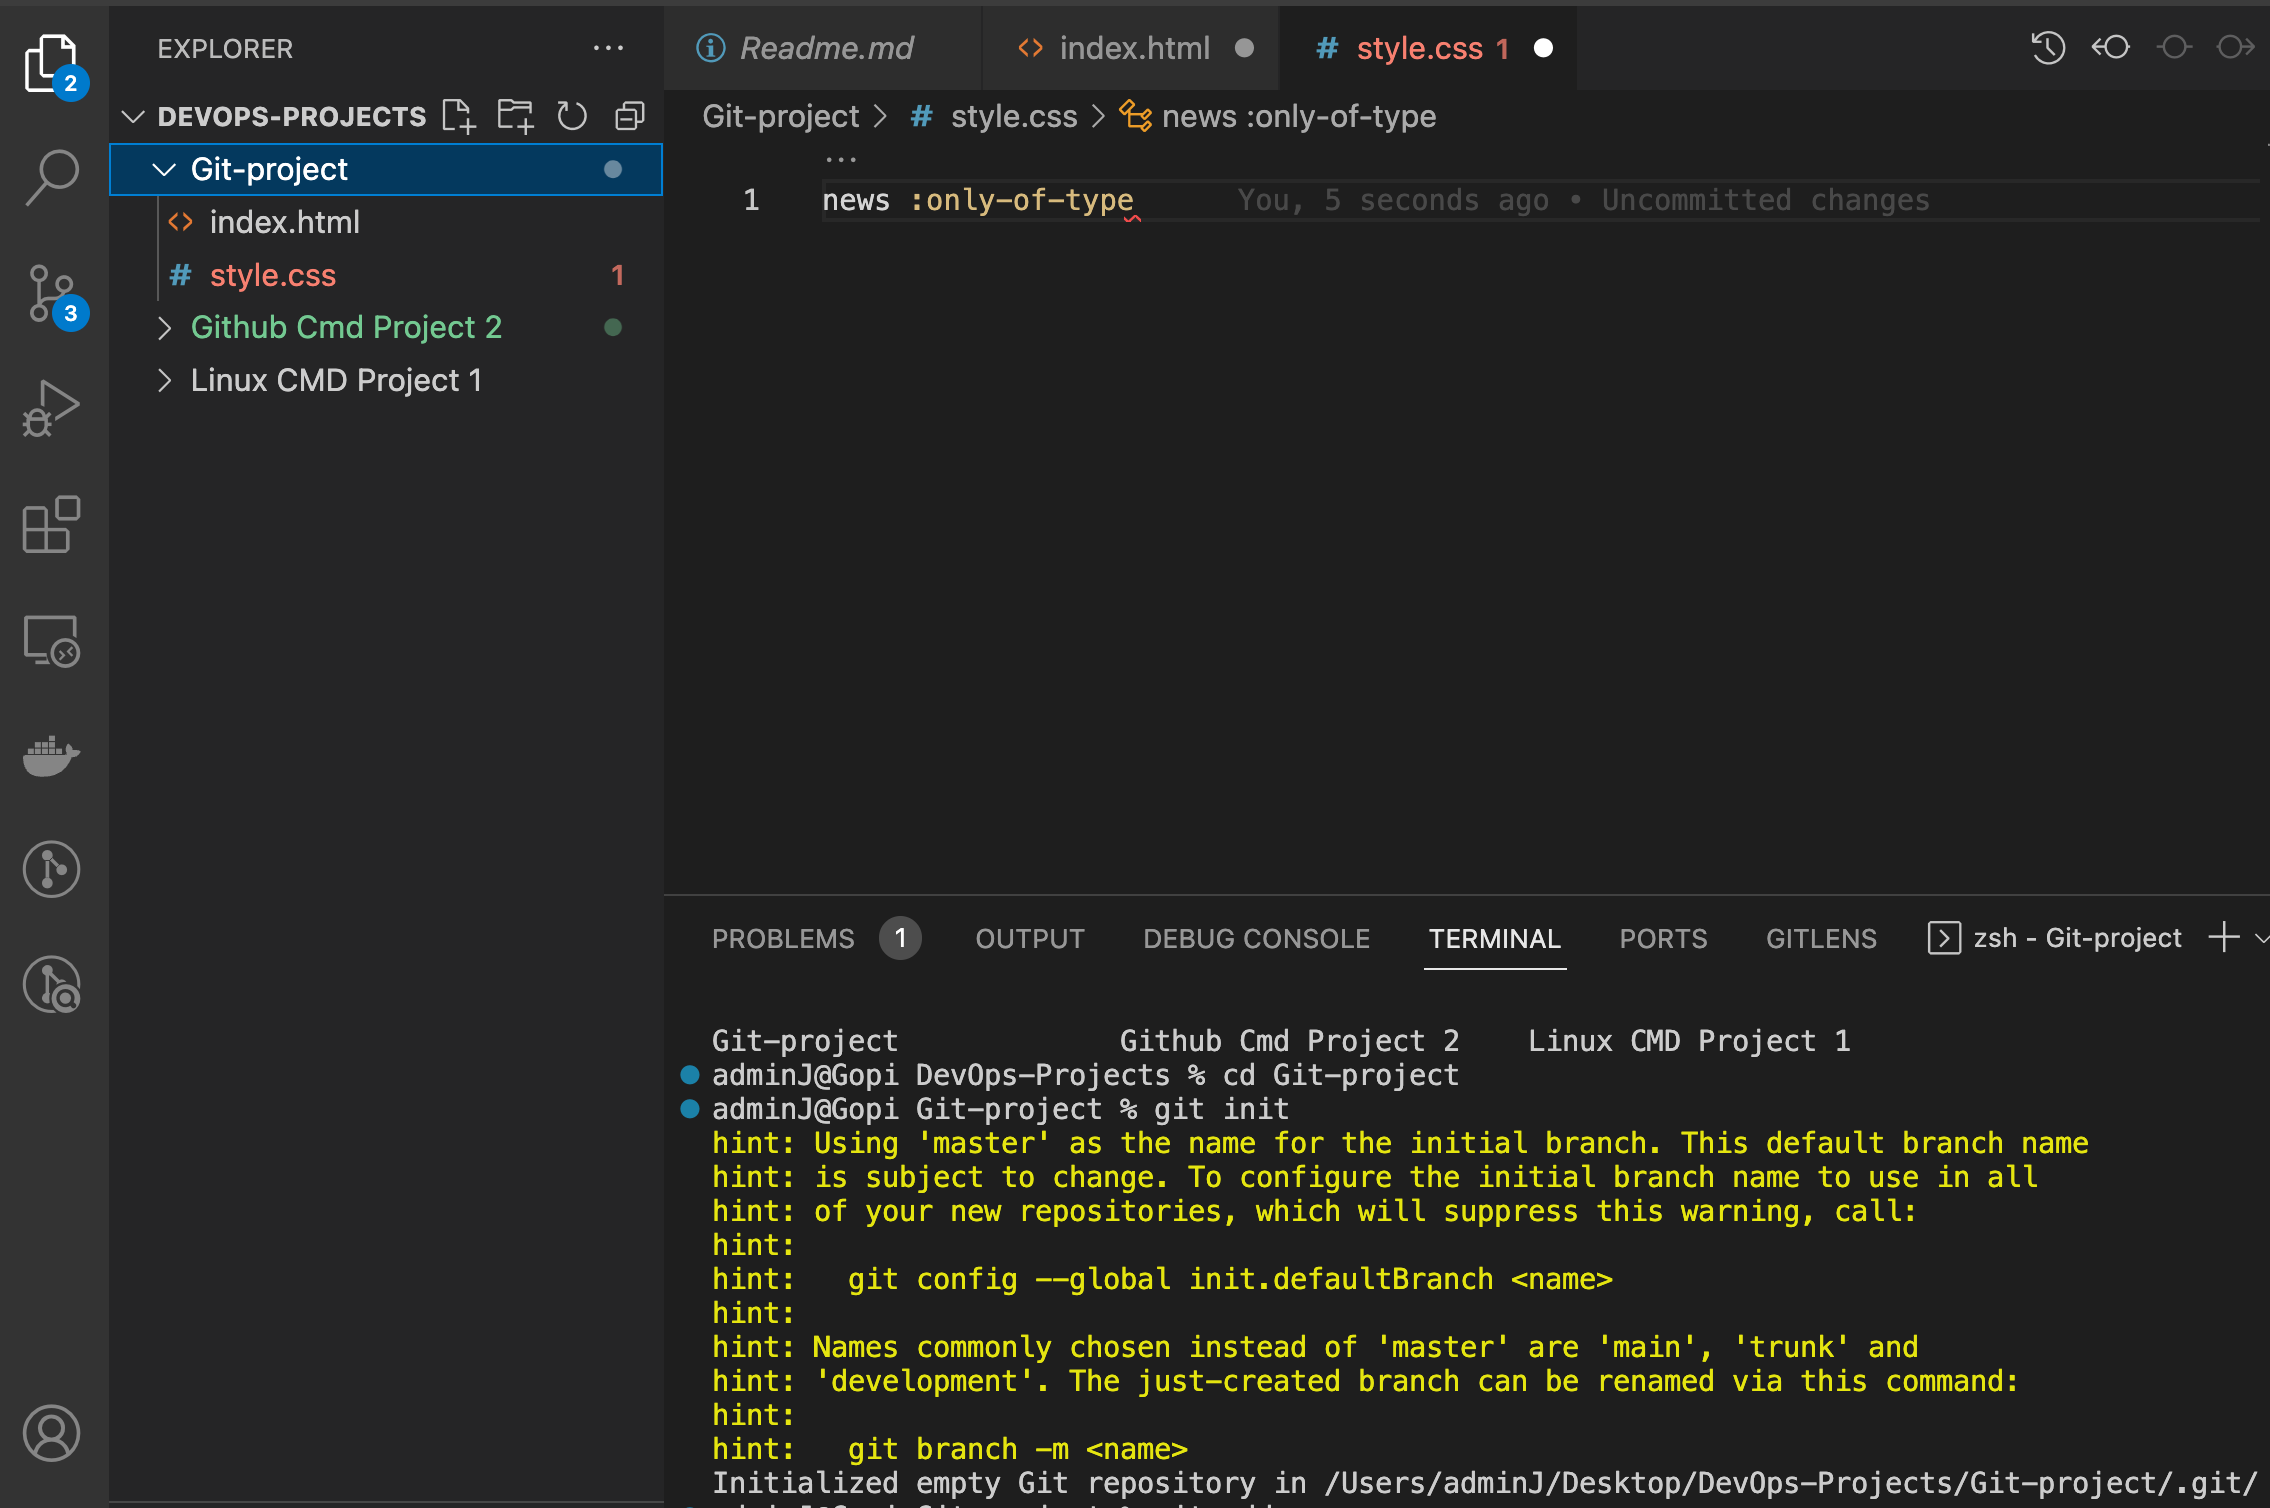 EXPLORER
2
DEVOPS-PROJECTS
Git-project
index.html
style.css 1
3
Github Cmd Project 2
Linux CMD Project 1
Readme.md
index.html
style.css 1
Git-project > style.css > news :only-of-type
...
1 news :only-of-type You, 5 seconds ago • Uncommitted changes
PROBLEMS 1 OUTPUT DEBUG CONSOLE TERMINAL PORTS GITLENS zsh - Git-project
Git-project Github Cmd Project 2 Linux CMD Project 1
adminJ@Gopi DevOps-Projects % cd Git-project
adminJ@Gopi Git-project % git init
hint: Using 'master' as the name for the initial branch. This default branch name
hint: is subject to change. To configure the initial branch name to use in all
hint: of your new repositories, which will suppress this warning, call:
hint:
hint:   git config --global init.defaultBranch <name>
hint:
hint: Names commonly chosen instead of 'master' are 'main', 'trunk' and
hint: 'development'. The just-created branch can be renamed via this command:
hint:
hint:   git branch -m <name>
Initialized empty Git repository in /Users/adminJ/Desktop/DevOps-Projects/Git-project/.git/